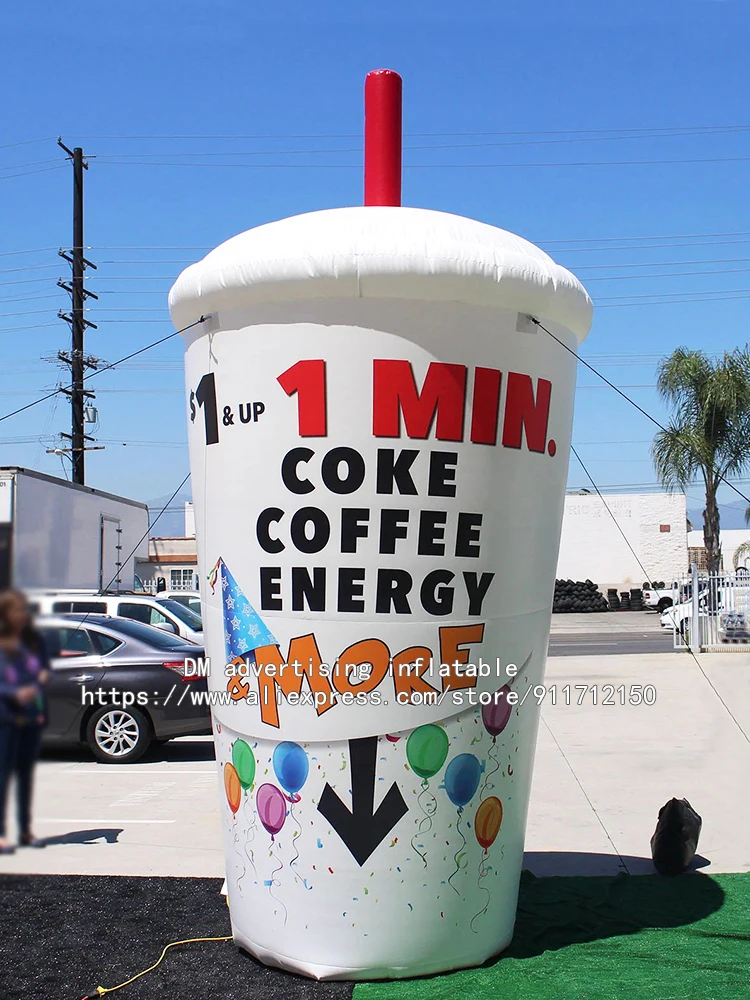 $1 & UP 1 MIN.
COKE
COFFEE
ENERGY
& MORE
DM advertising inflatable
https://www.aliexpress.com/store/911712150